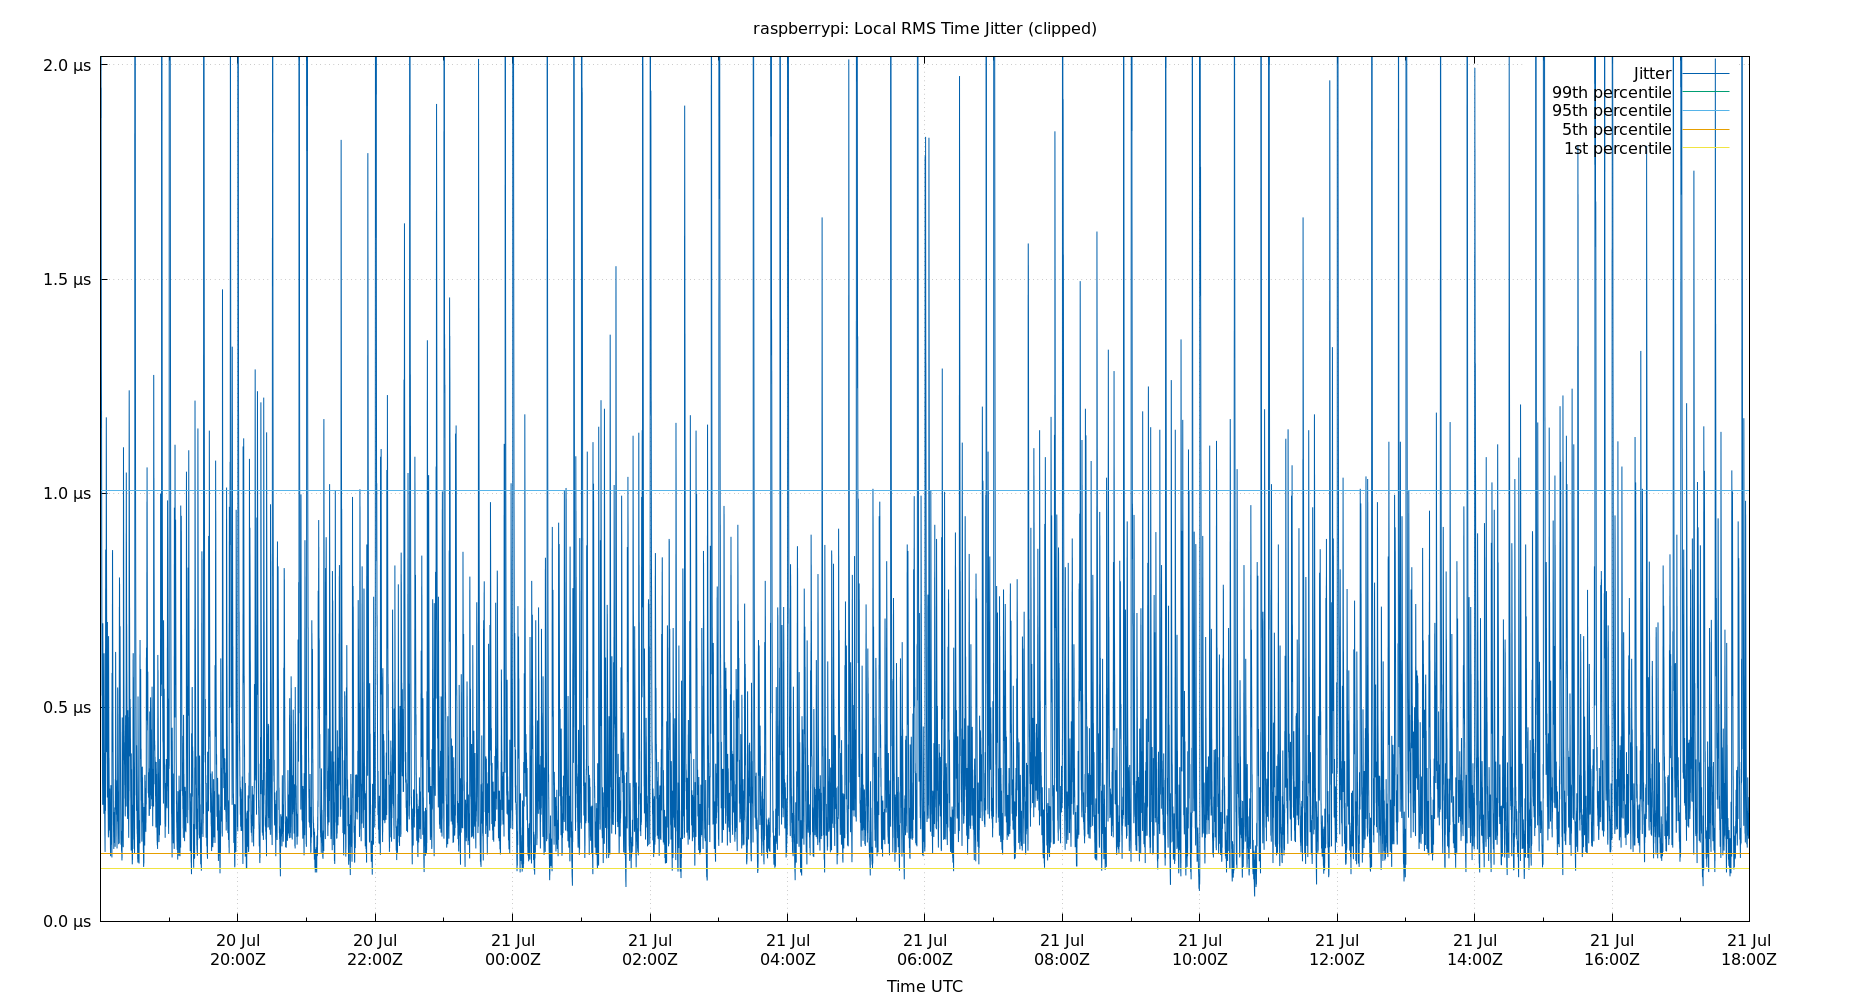 raspberrypi: Local RMS Time Jitter (clipped)
2.0 µs
1.5 µs
1.0 µs
0.5 µs
0.0 µs
Jitter
99th percentile
95th percentile
5th percentile
1st percentile
20 Jul 20 Jul 21 Jul 21 Jul 21 Jul 21 Jul 21 Jul 21 Jul 21 Jul 21 Jul 21 Jul 21 Jul
20:00Z 22:00Z 00:00Z 02:00Z 04:00Z 06:00Z 08:00Z 10:00Z 12:00Z 14:00Z 16:00Z 18:00Z
Time UTC